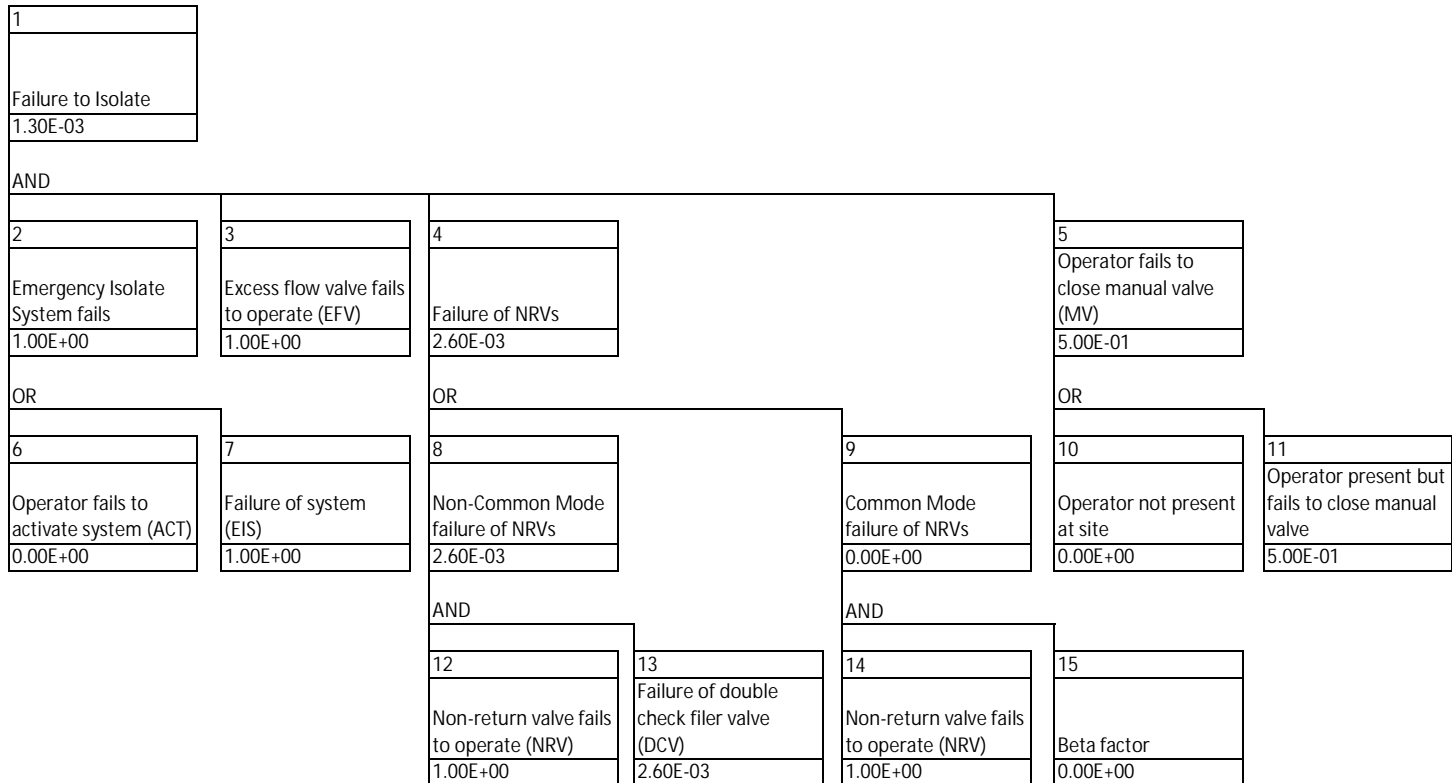 1
Failure to Isolate
1.30E-03
AND
2
Emergency Isolate
System fails
1.00E+00
3
Excess flow valve fails
to operate (EFV)
1.00E+00
4
Failure of NRVs
2.60E-03
5
Operator fails to
close manual valve
(MV)
5.00E-01
OR
OR
OR
6
Operator fails to
activate system (ACT)
0.00E+00
7
Failure of system
(EIS)
1.00E+00
8
Non-Common Mode
failure of NRVs
2.60E-03
9
Common Mode
failure of NRVs
0.00E+00
10
Operator not present
at site
0.00E+00
11
Operator present but
fails to close manual
valve
5.00E-01
AND
AND
12
Non-return valve fails
to operate (NRV)
1.00E+00
13
Failure of double
check filer valve
(DCV)
2.60E-03
14
Non-return valve fails
to operate (NRV)
1.00E+00
15
Beta factor
0.00E+00